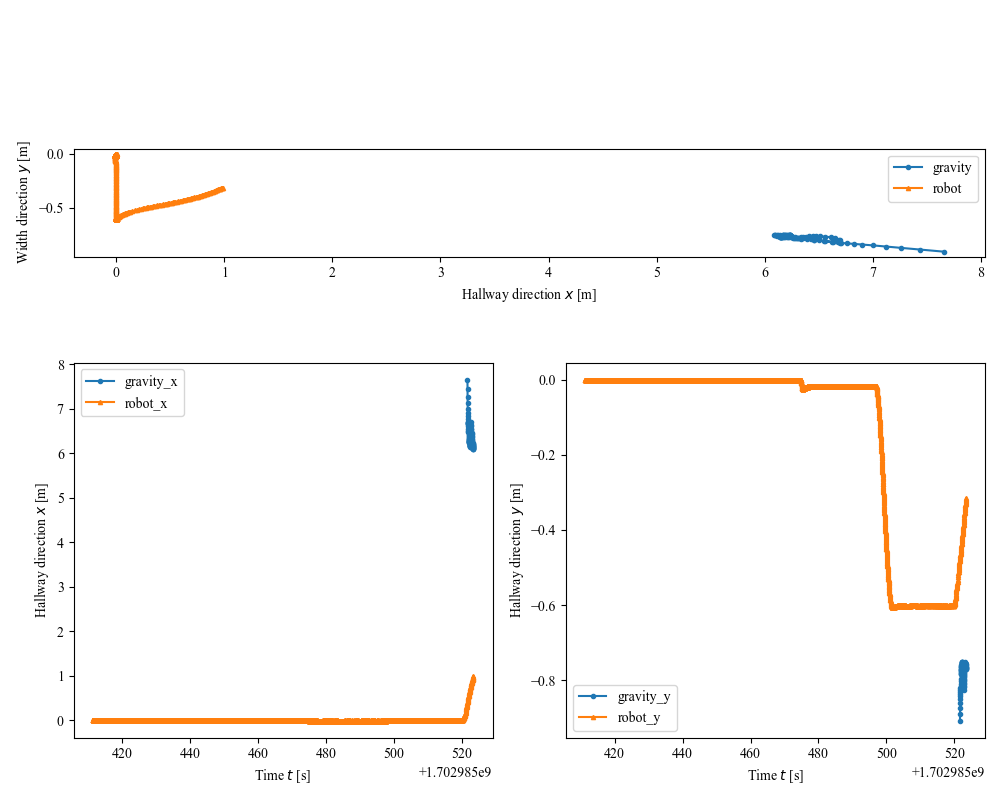 Width direction y [m]
0.0
−0.5
gravity
robot
0 1 2 3 4 5 6 7 8
Hallway direction x [m]
Hallway direction x [m]
8
7
6
5
4
3
2
1
0
gravity_x
robot_x
420 440 460 480 500 520
+1.702985e9
Time t [s]
Hallway direction y [m]
0.0
−0.2
−0.4
−0.6
−0.8
gravity_y
robot_y
420 440 460 480 500 520
+1.702985e9
Time t [s]